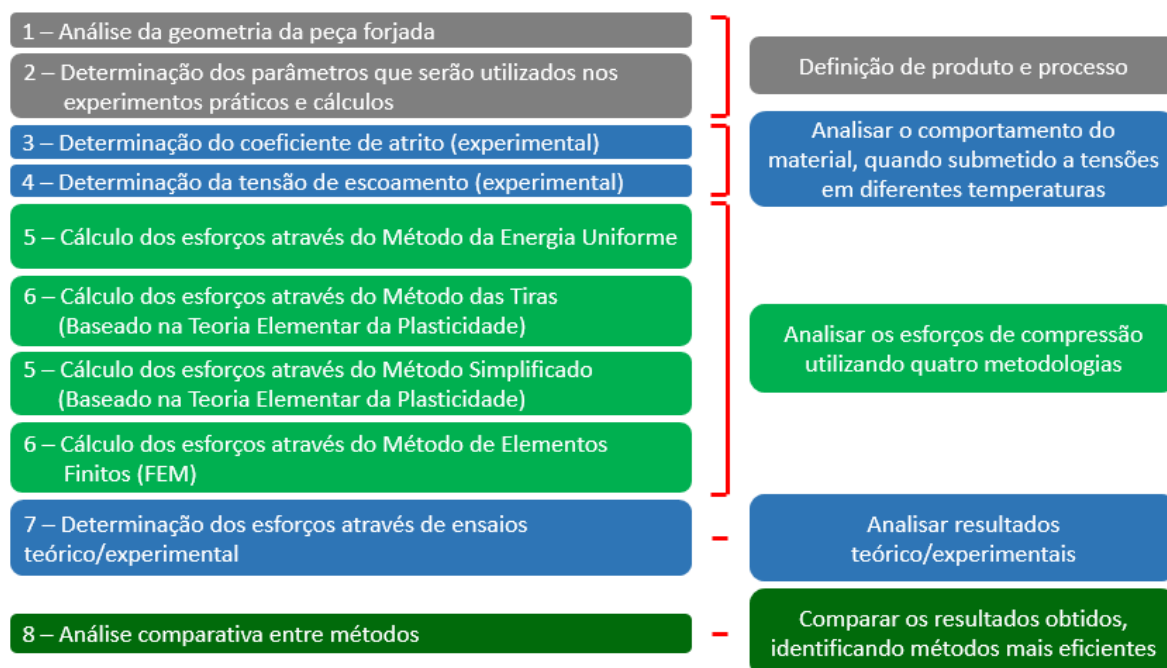 1 – Análise da geometria da peça forjada
2 – Determinação dos parâmetros que serão utilizados nos
experimentos práticos e cálculos
Definição de produto e processo
3 – Determinação do coeficiente de atrito (experimental)
4 – Determinação da tensão de escoamento (experimental)
Analisar o comportamento do
material, quando submetido a tensões
em diferentes temperaturas
5 – Cálculo dos esforços através do Método da Energia Uniforme
6 – Cálculo dos esforços através do Método das Tiras
(Baseado na Teoria Elementar da Plasticidade)
5 – Cálculo dos esforços através do Método Simplificado
(Baseado na Teoria Elementar da Plasticidade)
6 – Cálculo dos esforços através do Método de Elementos
Finitos (FEM)
Analisar os esforços de compressão
utilizando quatro metodologias
7 – Determinação dos esforços através de ensaios
teórico/experimental
Analisar resultados
teórico/experimentais
8 – Análise comparativa entre métodos
Comparar os resultados obtidos,
identificando métodos mais eficientes